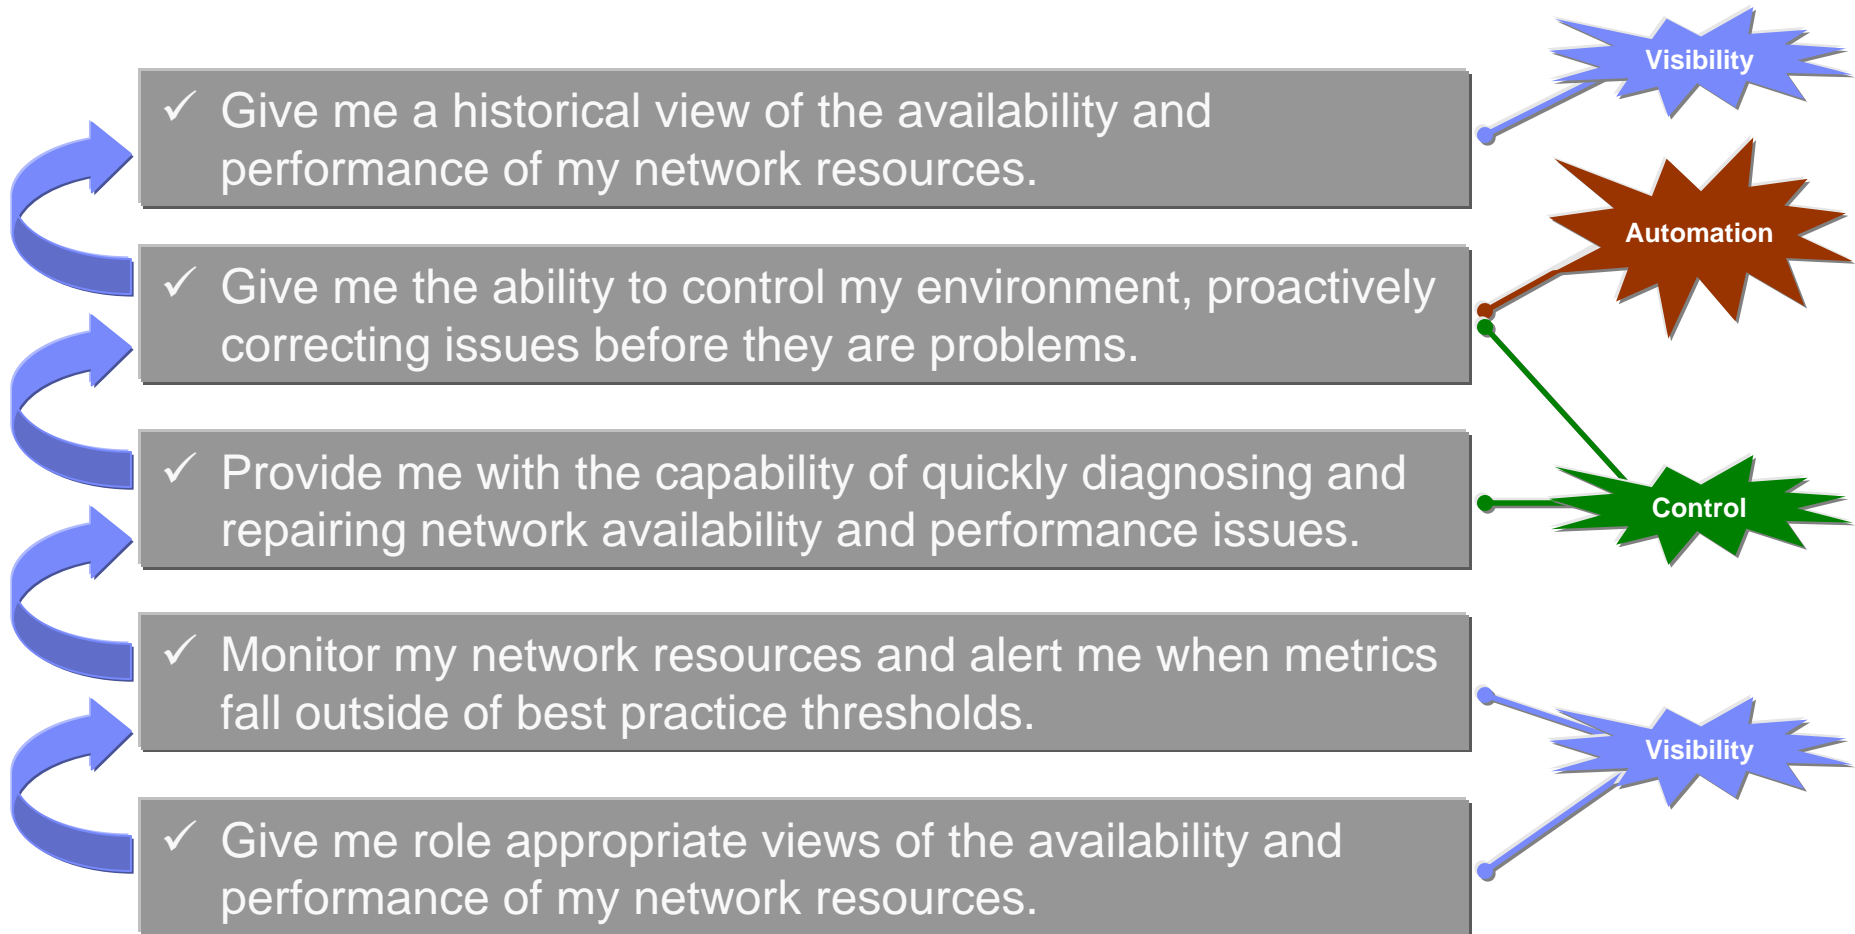 Visibility
✓ Give me a historical view of the availability and
performance of my network resources.
Automation
✓ Give me the ability to control my environment, proactively
correcting issues before they are problems.
✓ Provide me with the capability of quickly diagnosing and
repairing network availability and performance issues.
Control
✓ Monitor my network resources and alert me when metrics
fall outside of best practice thresholds.
Visibility
✓ Give me role appropriate views of the availability and
performance of my network resources.